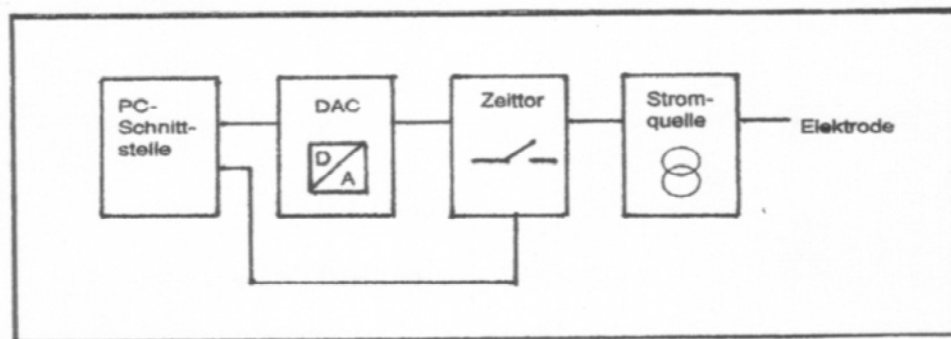 PC-
Schnitt-
stelle
DAC
D
A
Zeittor
Strom-
quelle
Elektrode